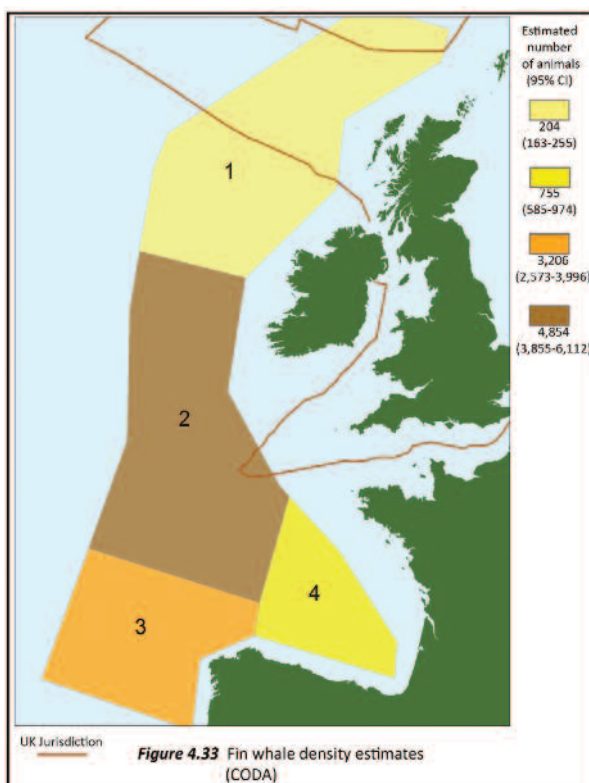 Estimated
number
of animals
(95% CI)
204
(163-255)
755
(585-974)
3,206
(2,573-3,996)
4,854
(3,855-6,112)
1
2
3
4
UK Jurisdiction
Figure 4.33 Fin whale density estimates
(CODA)